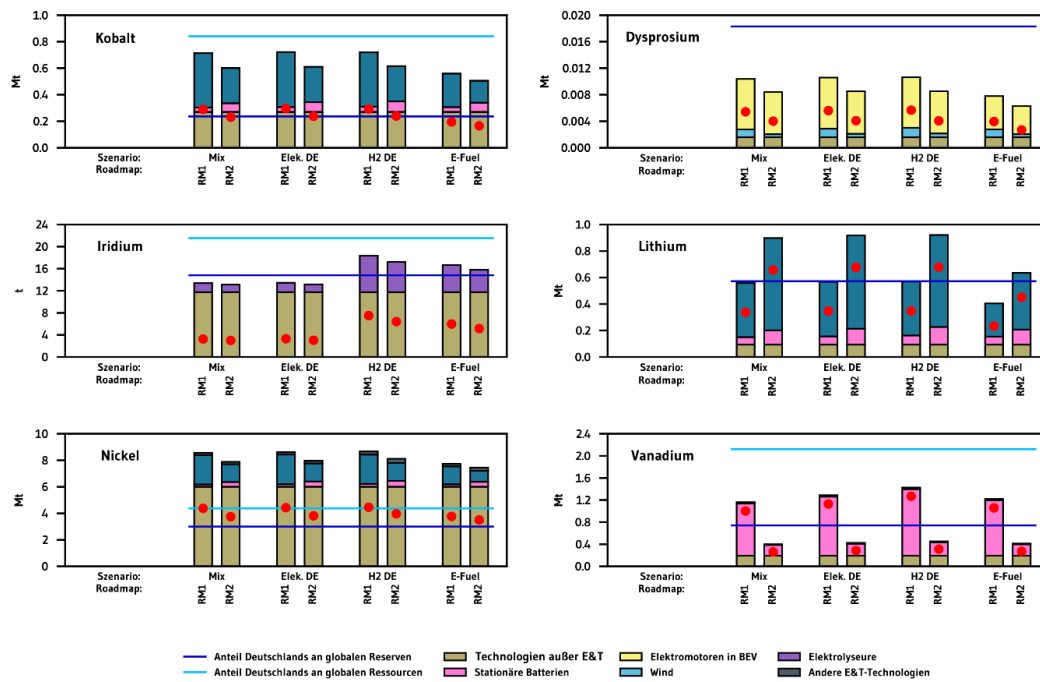 Kobalt
Mt
1.0
0.8
0.6
0.4
0.2
0.0
Szenario: Mix Elek. DE H2 DE E-Fuel
Roadmap: RM1 RM2 RM1 RM2 RM1 RM2 RM1 RM2
Dysprosium
Mt
0.020
0.016
0.012
0.008
0.004
0.000
Szenario: Mix Elek. DE H2 DE E-Fuel
Roadmap: RM1 RM2 RM1 RM2 RM1 RM2 RM1 RM2
Iridium
t
24
20
16
12
8
4
0
Szenario: Mix Elek. DE H2 DE E-Fuel
Roadmap: RM1 RM2 RM1 RM2 RM1 RM2 RM1 RM2
Lithium
Mt
1.0
0.8
0.6
0.4
0.2
0.0
Szenario: Mix Elek. DE H2 DE E-Fuel
Roadmap: RM1 RM2 RM1 RM2 RM1 RM2 RM1 RM2
Nickel
Mt
10
8
6
4
2
0
Szenario: Mix Elek. DE H2 DE E-Fuel
Roadmap: RM1 RM2 RM1 RM2 RM1 RM2 RM1 RM2
Vanadium
Mt
2.4
2.0
1.6
1.2
0.8
0.4
0.0
Szenario: Mix Elek. DE H2 DE E-Fuel
Roadmap: RM1 RM2 RM1 RM2 RM1 RM2 RM1 RM2
Anteil Deutschlands an globalen Reserven Technologien außer E&T Elektromotoren in BEV Elektrolyseure
Anteil Deutschlands an globalen Ressourcen Stationäre Batterien Wind Andere E&T-Technologien